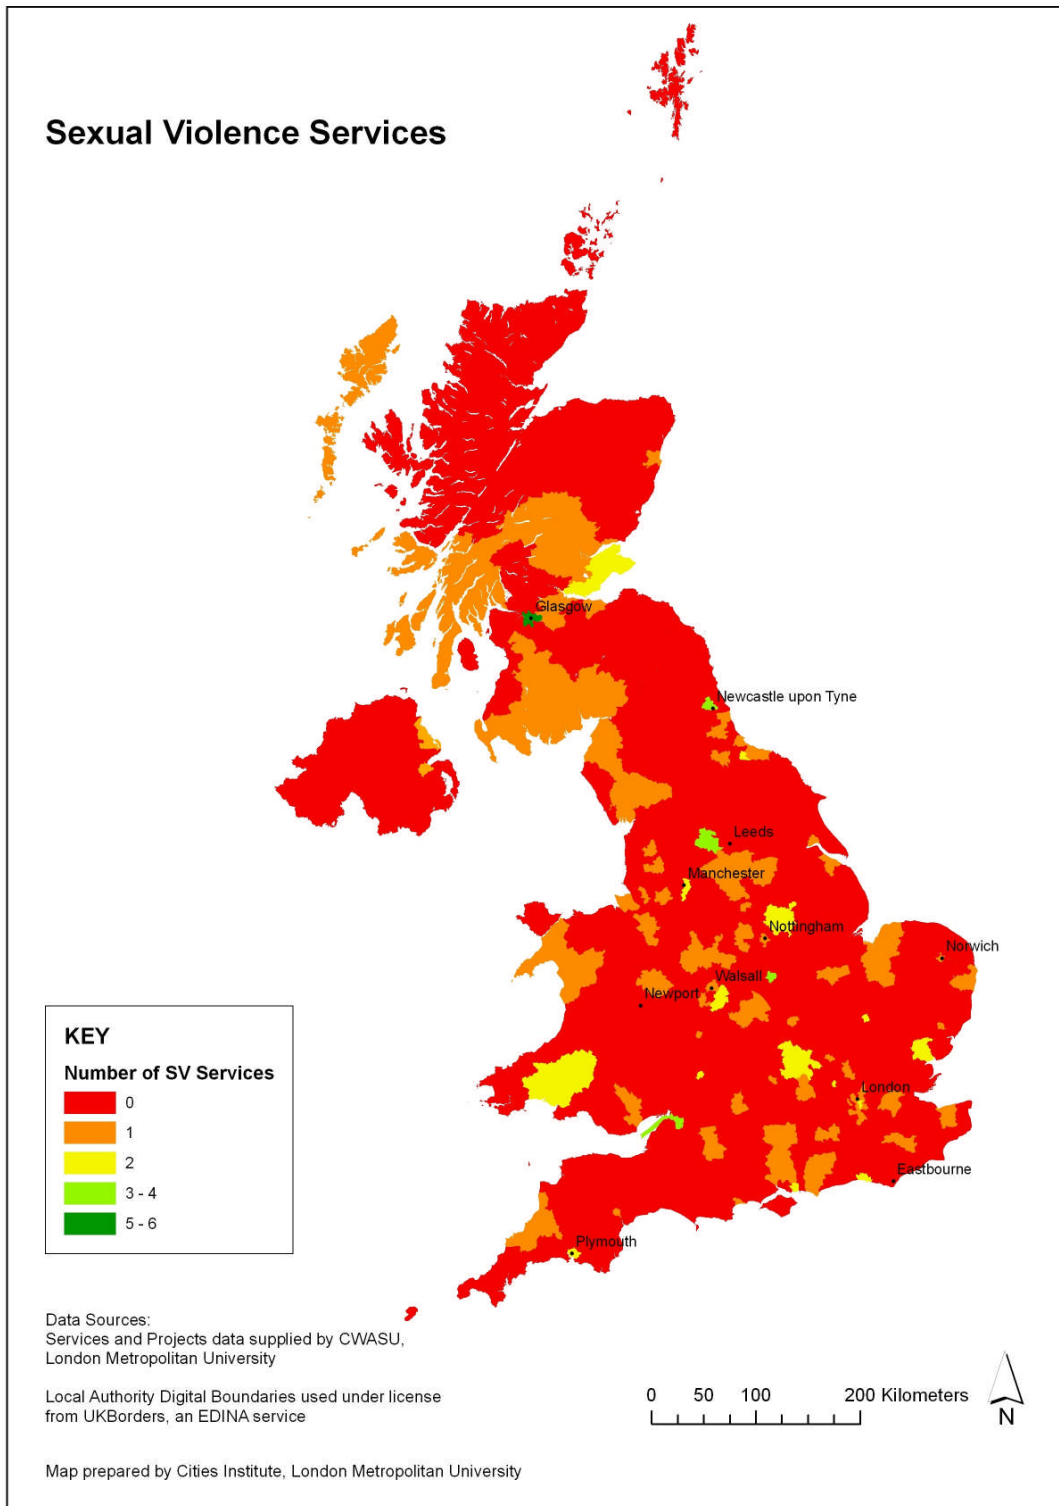 Sexual Violence Services
Glasgow
Newcastle upon Tyne
Leeds
Manchester
Nottingham
Norwich
Walsall
Newport
London
Eastbourne
Plymouth
KEY
Number of SV Services
0
1
2
3 - 4
5 - 6
Data Sources:
Services and Projects data supplied by CWASU,
London Metropolitan University
Local Authority Digital Boundaries used under license
from UKBorders, an EDINA service
Map prepared by Cities Institute, London Metropolitan University
0 50 100 200 Kilometers
N